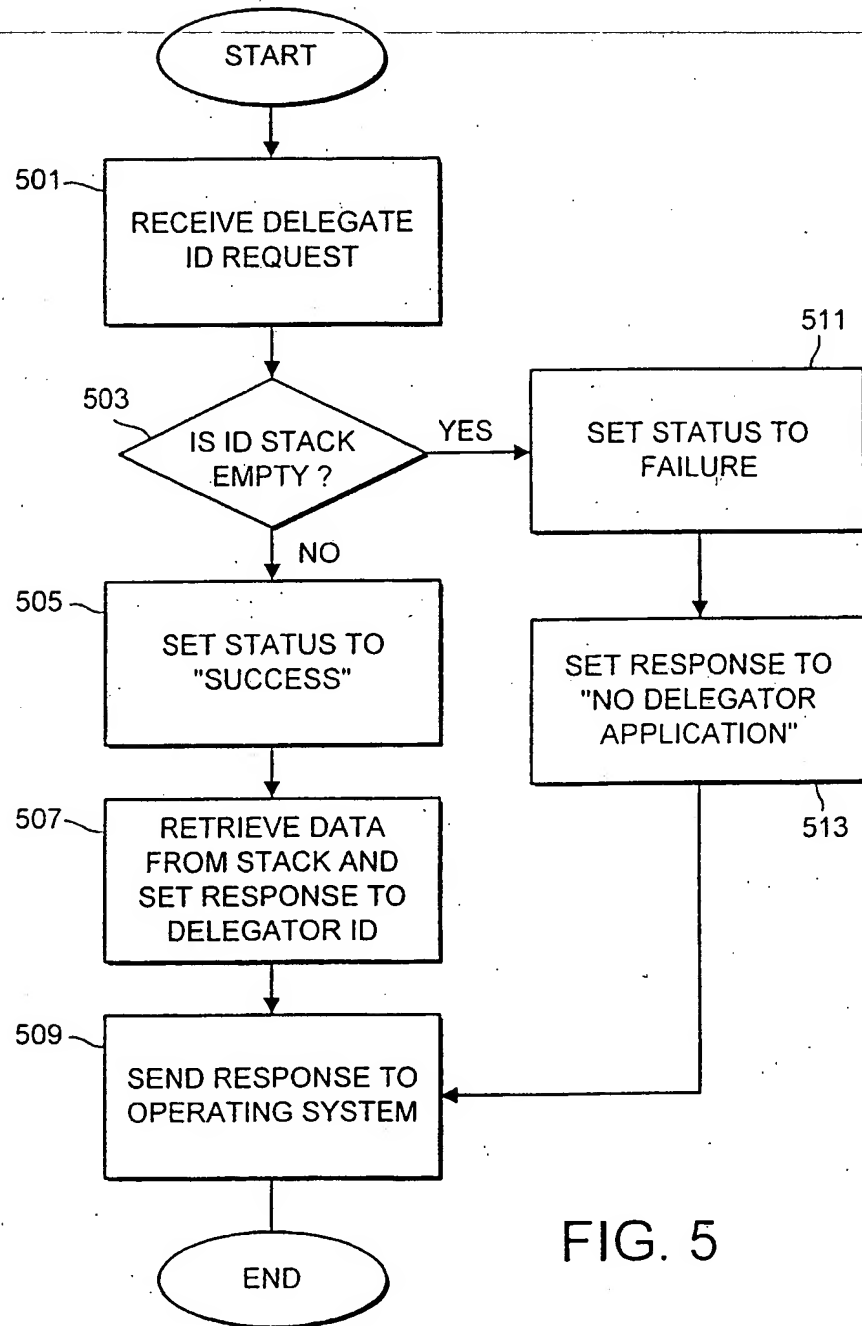 START
501
RECEIVE DELEGATE
ID REQUEST
503
IS ID STACK
EMPTY ?
YES
NO
511
SET STATUS TO
FAILURE
505
SET STATUS TO
"SUCCESS"
SET RESPONSE TO
"NO DELEGATOR
APPLICATION"
513
507
RETRIEVE DATA
FROM STACK AND
SET RESPONSE TO
DELEGATOR ID
509
SEND RESPONSE TO
OPERATING SYSTEM
END
FIG. 5